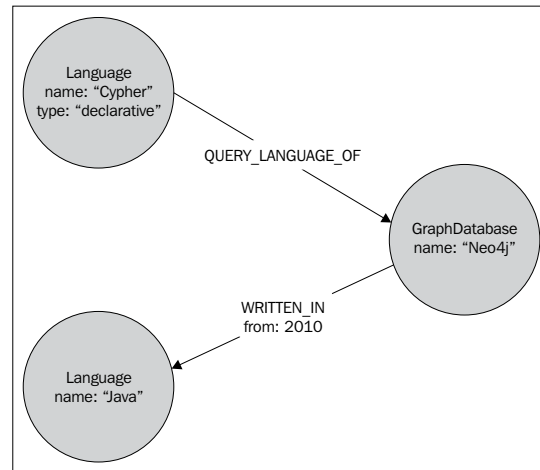 Language
name: “Cypher”
type: “declarative”
QUERY_LANGUAGE_OF
GraphDatabase
name: “Neo4j”
WRITTEN_IN
from: 2010
Language
name: “Java”